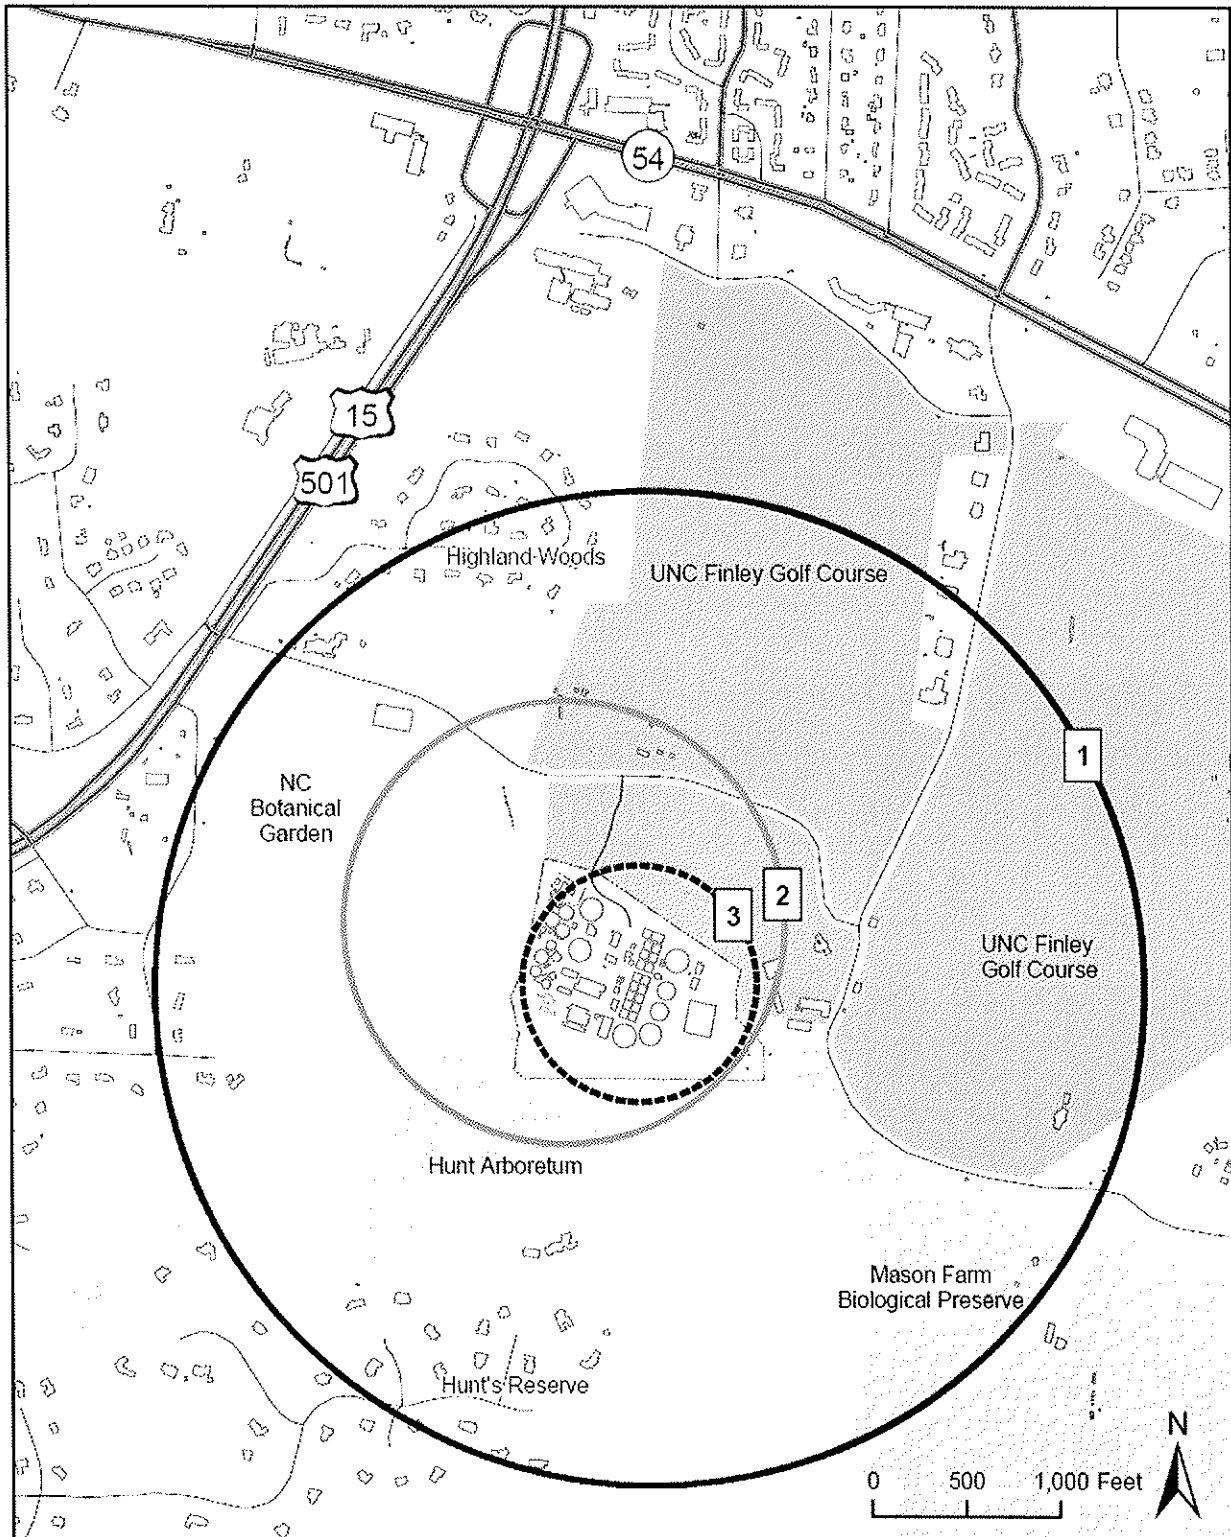 54
15
501
Highland Woods
UNC Finley Golf Course
1
NC
Botanical
Garden
2
3
UNC Finley
Golf Course
Hunt Arboretum
Mason Farm
Biological Preserve
Hunt's Reserve
N
0 500 1,000 Feet